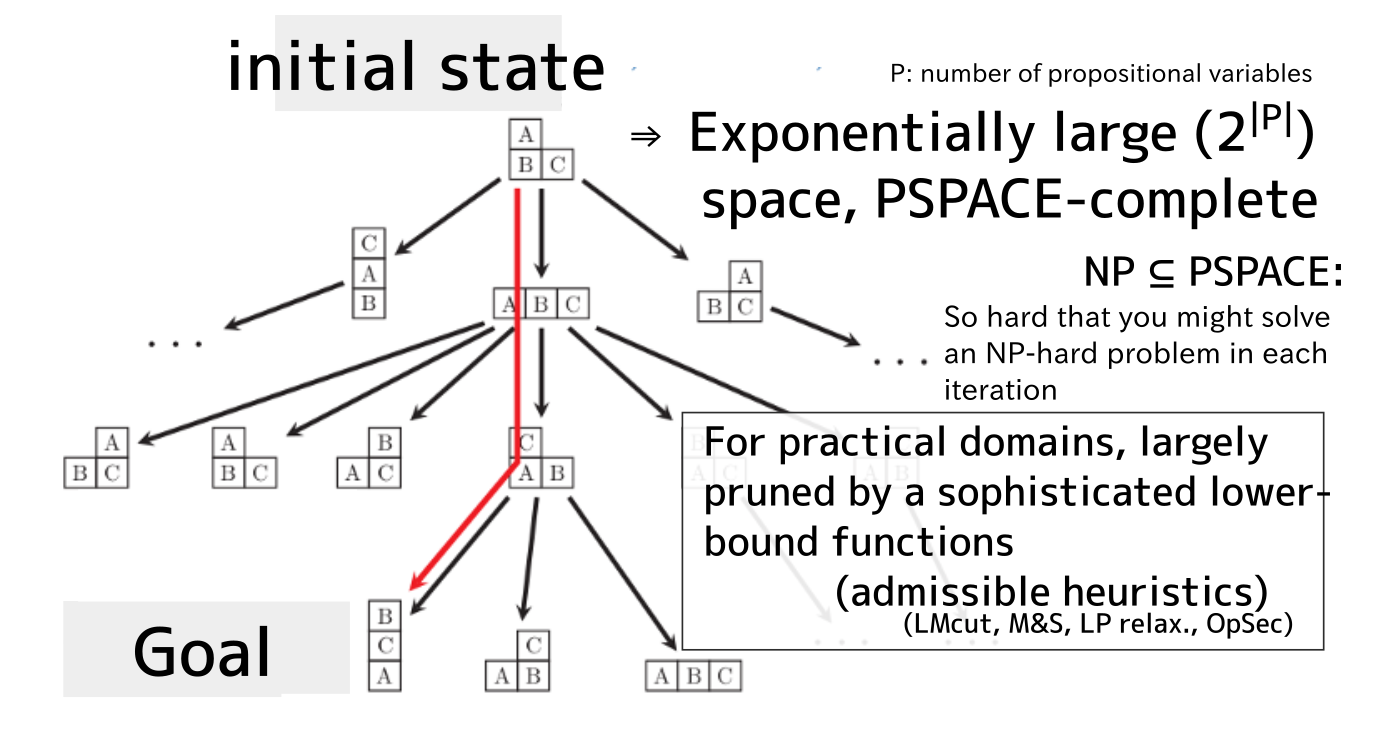 initial state
P: number of propositional variables
A
B C
⇒ Exponentially large (2^|P|)
space, PSPACE-complete
C
A
B
A B C
A
B C
NP ⊆ PSPACE:
So hard that you might solve
an NP-hard problem in each
iteration
. . .
. . .
A
B C
A
B C
B
A C
C
A B
B
A C
A B
For practical domains, largely
pruned by a sophisticated lower-
bound functions
(admissible heuristics)
(LMcut, M&S, LP relax., OpSec)
. . .
. . .
Goal
B
C
A
C
A B
A B C